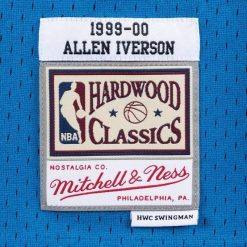 1999-00
ALLEN IVERSON
HARDWOOD
NBA
CLASSICS
NOSTALGIA CO.
Mitchell & Ness
PHILADELPHIA, PA.
HWC SWINGMAN